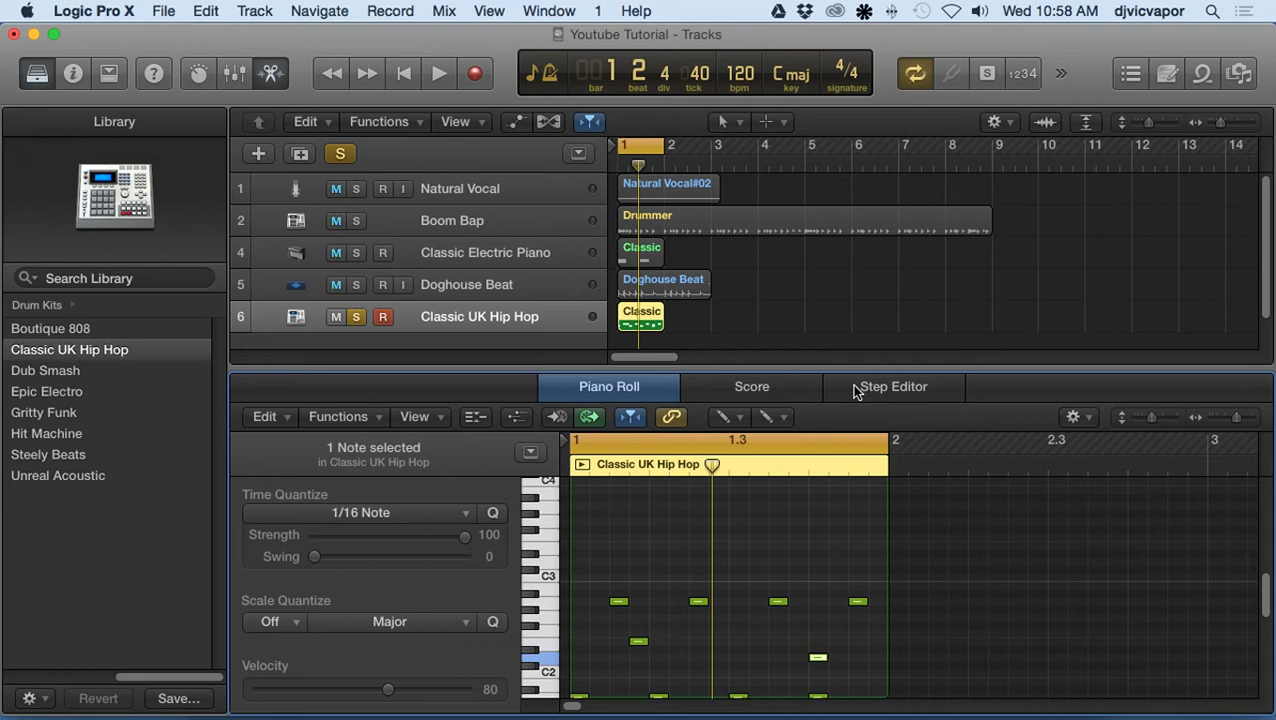 Logic Pro X File Edit Track Navigate Record Mix View Window 1 Help Wed 10:58 AM djvicvapor
Youtube Tutorial - Tracks
1 2 4 40 120 C maj 4/4
bar beat div tick bpm key signature
S 1234
Library
Edit Functions View
S
1 2 3 4 5 6 7 8 9 10 11 12 13 14
1 M S R I Natural Vocal Natural Vocal#02
2 M S Boom Bap Drummer
4 M S R Classic Electric Piano Classic
5 M S R I Doghouse Beat Doghouse Beat
6 M S R Classic UK Hip Hop Classic
Search Library
Drum Kits
Boutique 808
Classic UK Hip Hop
Dub Smash
Epic Electro
Gritty Funk
Hit Machine
Steely Beats
Unreal Acoustic
Revert Save...
Piano Roll Score Step Editor
Edit Functions View
1 Note selected
in Classic UK Hip Hop
1 1.3 2 2.3 3
Classic UK Hip Hop
Time Quantize
1/16 Note Q
Strength 100
Swing 0
Scale Quantize
Off Major Q
Velocity
80
C4
C3
C2